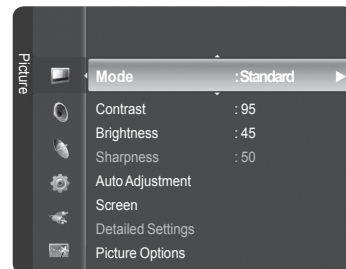 Picture
Mode :Standard
Contrast : 95
Brightness : 45
Sharpness : 50
Auto Adjustment
Screen
Detailed Settings
Picture Options